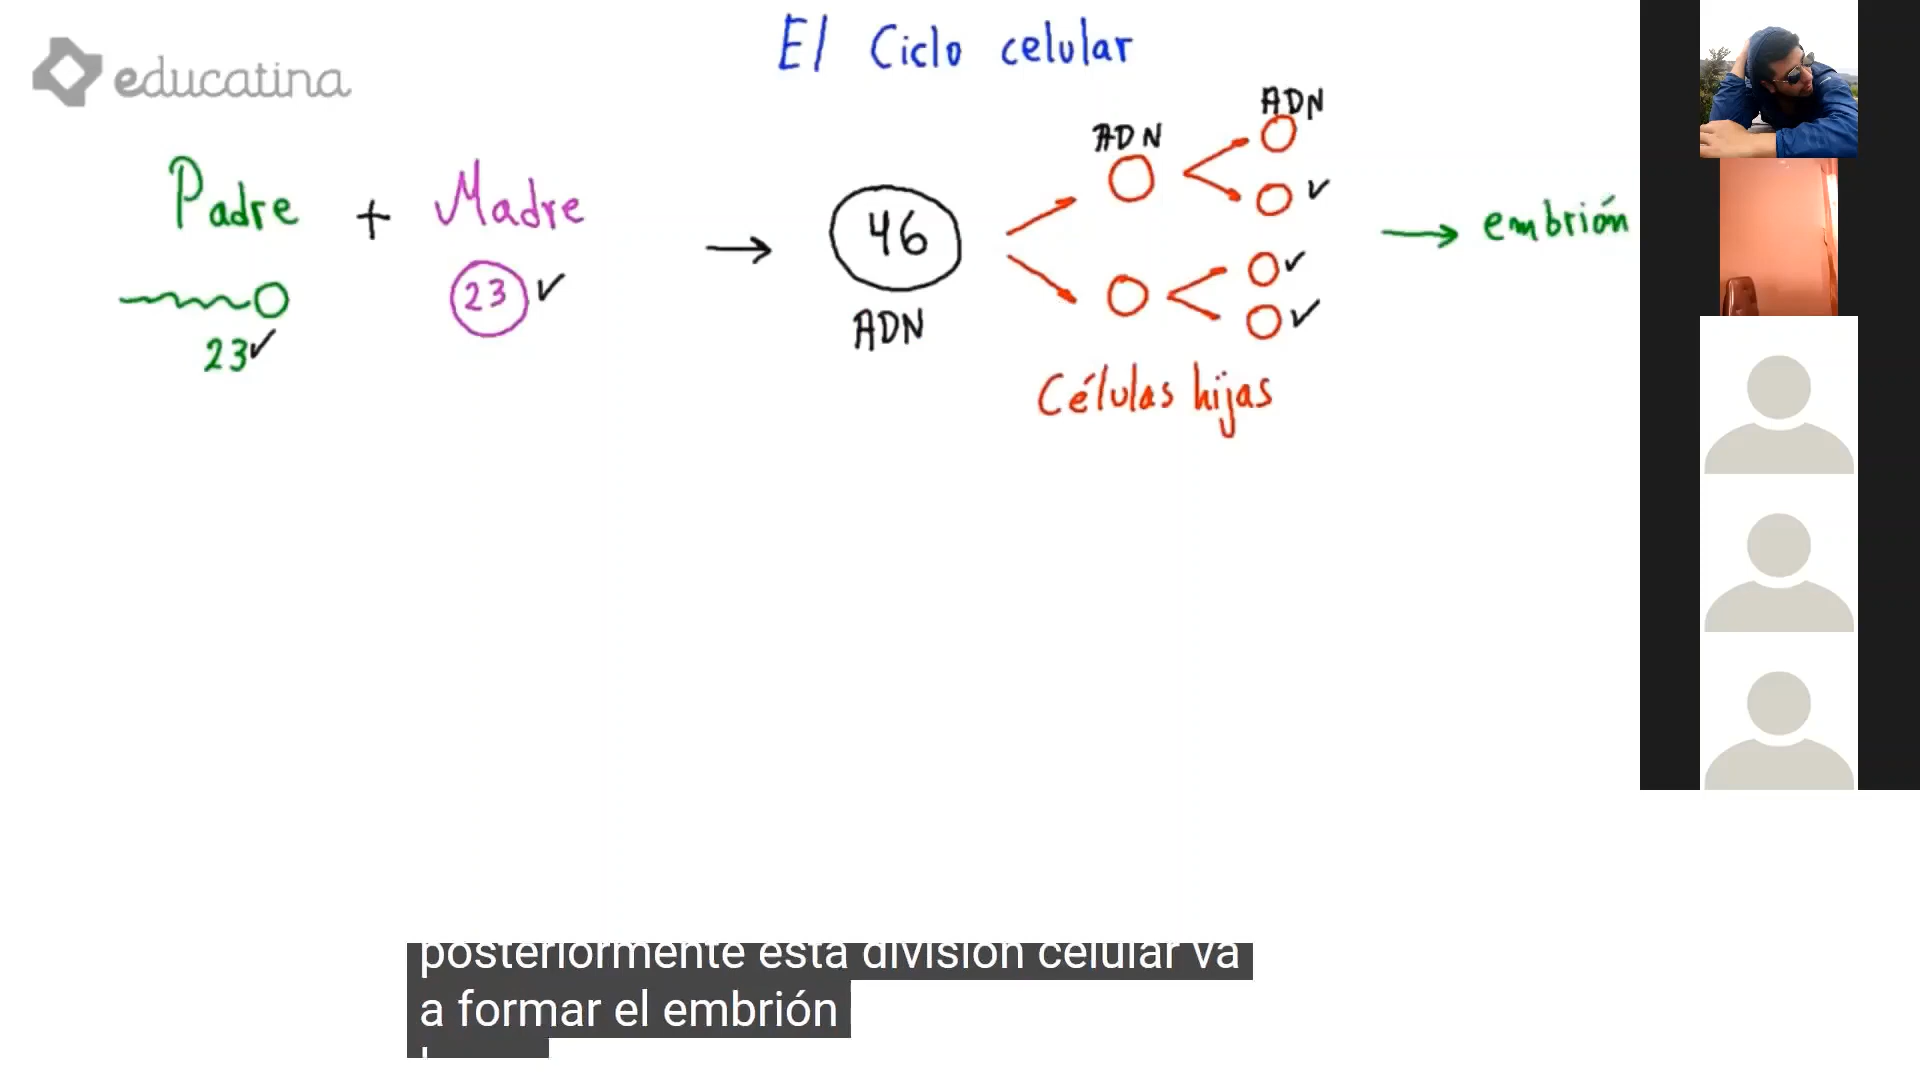 El Ciclo celular
educatina
Padre + Madre → 46 → embrión
23✓
23 ✓
ADN
ADN
ADN
✓
✓
✓
Células hijas
posteriormente esta división celular va
a formar el embrión